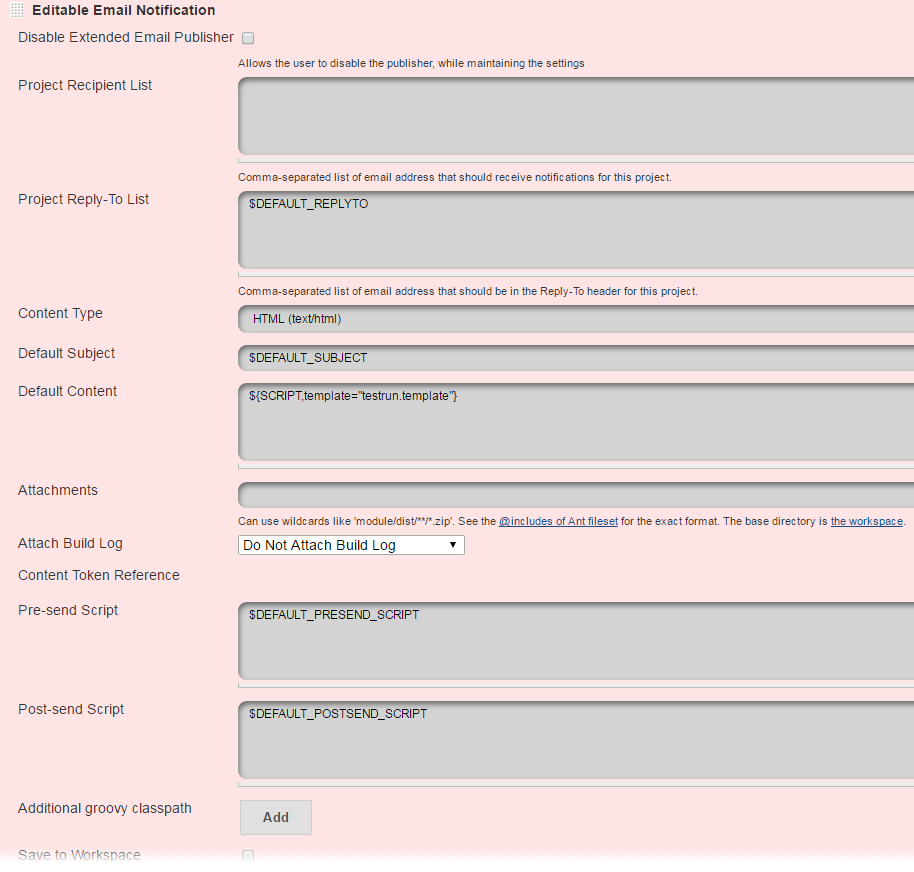 Editable Email Notification
Disable Extended Email Publisher
Allows the user to disable the publisher, while maintaining the settings
Project Recipient List
Comma-separated list of email address that should receive notifications for this project.
Project Reply-To List
$DEFAULT_REPLYTO
Comma-separated list of email address that should be in the Reply-To header for this project.
Content Type
HTML (text/html)
Default Subject
$DEFAULT_SUBJECT
Default Content
${SCRIPT,template="testrun.template"}
Attachments
Can use wildcards like 'module/dist/**/*.zip'. See the @includes of Ant fileset for the exact format. The base directory is the workspace.
Attach Build Log
Do Not Attach Build Log
Content Token Reference
Pre-send Script
$DEFAULT_PRESEND_SCRIPT
Post-send Script
$DEFAULT_POSTSEND_SCRIPT
Additional groovy classpath
Add
Save to Workspace